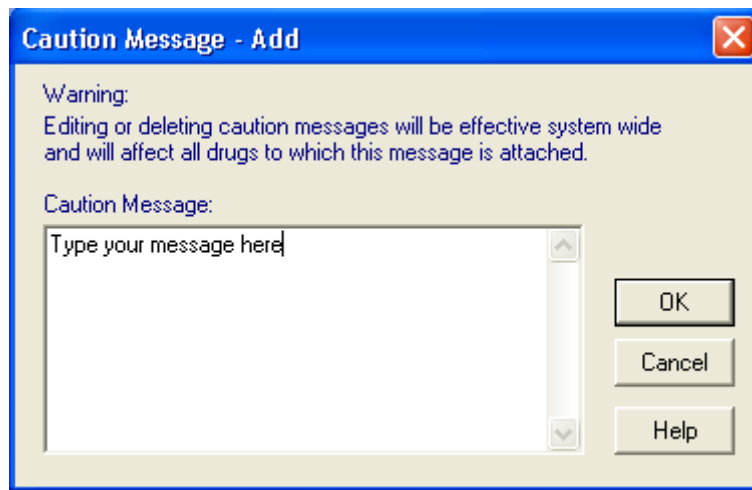 Caution Message - Add
Warning:
Editing or deleting caution messages will be effective system wide
and will affect all drugs to which this message is attached.
Caution Message:
Type your message here
OK
Cancel
Help